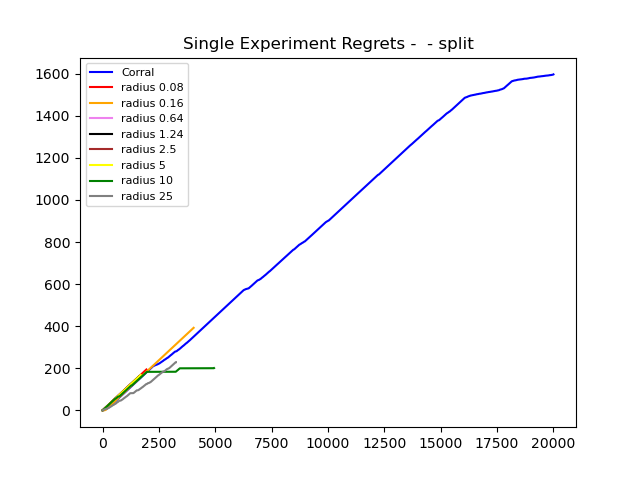 Single Experiment Regrets -  - split
1600
1400
1200
1000
800
600
400
200
0
Corral
radius 0.08
radius 0.16
radius 0.64
radius 1.24
radius 2.5
radius 5
radius 10
radius 25
0 2500 5000 7500 10000 12500 15000 17500 20000